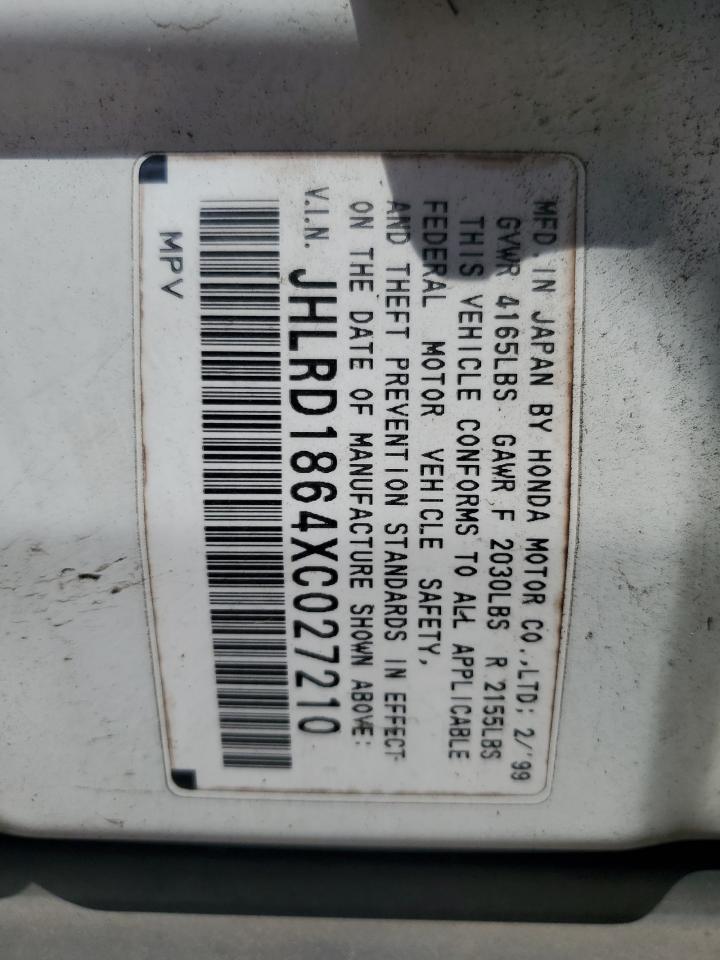 MFD. IN JAPAN BY HONDA MOTOR CO.,LTD; 2/'99
GVWR 4165LBS GAWR F 2030LBS R 2155LBS
THIS VEHICLE CONFORMS TO ALL APPLICABLE
FEDERAL MOTOR VEHICLE SAFETY,
AND THEFT PREVENTION STANDARDS IN EFFECT
ON THE DATE OF MANUFACTURE SHOWN ABOVE:
V.I.N. JHLRD1864XC027210
MPV